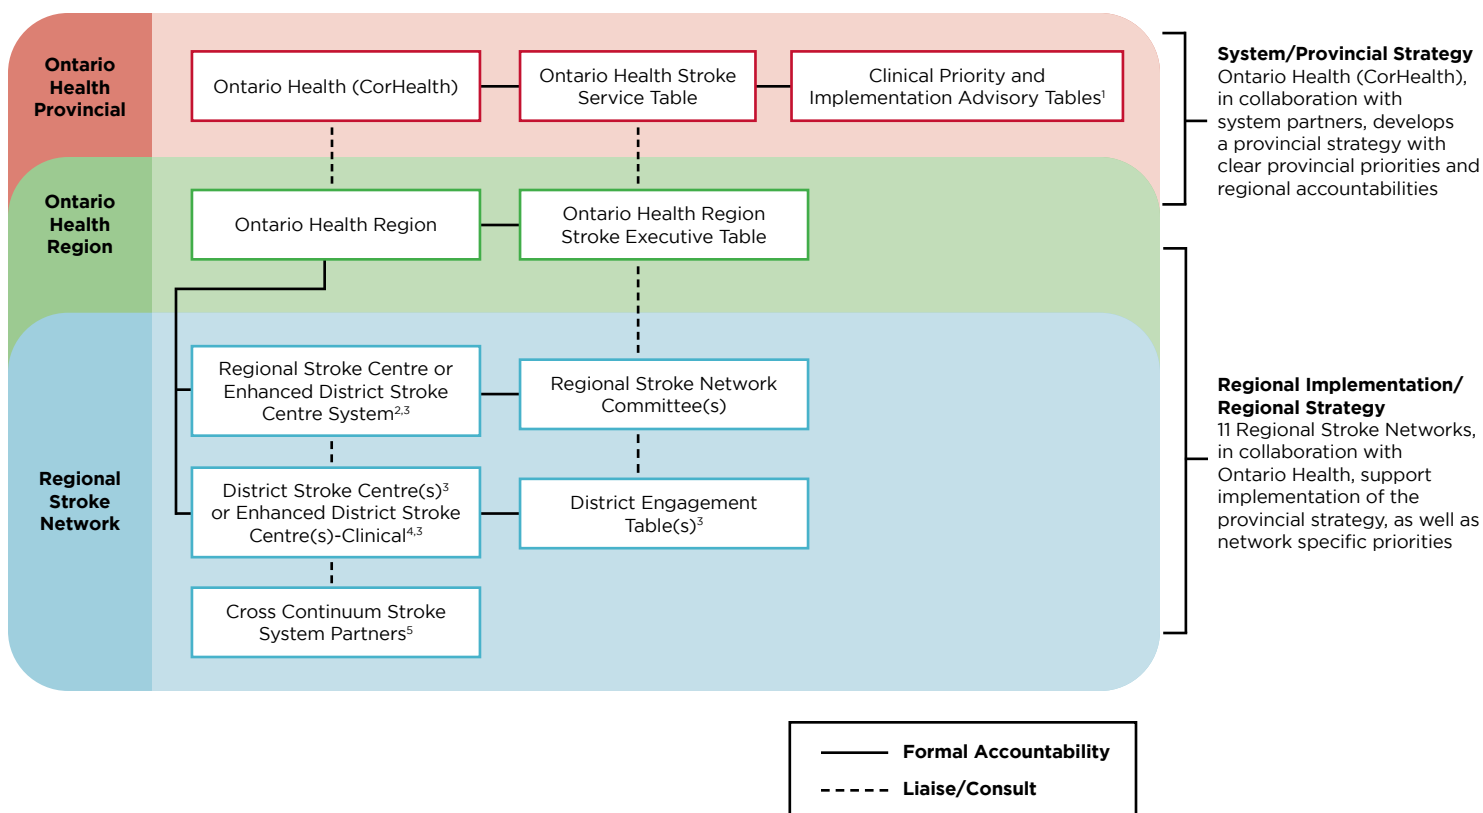 Ontario
Health
Provincial
Ontario Health (CorHealth)
Ontario Health Stroke
Service Table
Clinical Priority and
Implementation Advisory Tables1
System/Provincial Strategy
Ontario Health (CorHealth),
in collaboration with
system partners, develops
a provincial strategy with
clear provincial priorities and
regional accountabilities
Ontario
Health
Region
Ontario Health Region
Ontario Health Region
Stroke Executive Table
Regional
Stroke
Network
Regional Stroke Centre or
Enhanced District Stroke
Centre System2,3
Regional Stroke Network
Committee(s)
District Stroke Centre(s)3
or Enhanced District Stroke
Centre(s)-Clinical4,3
District Engagement
Table(s)3
Cross Continuum Stroke
System Partners5
Regional Implementation/
Regional Strategy
11 Regional Stroke Networks,
in collaboration with
Ontario Health, support
implementation of the
provincial strategy, as well as
network specific priorities
Formal Accountability
Liaise/Consult